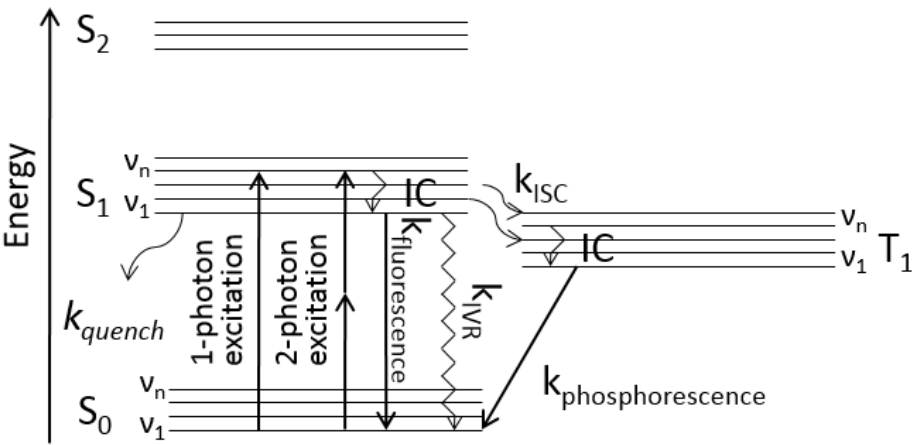 Energy
S2
νn
S1
ν1
IC
kISC
νn
IC
T1
ν1
kquench
1-photon
excitation
2-photon
excitation
kfluorescence
kIVR
kphosphorescence
νn
S0
ν1